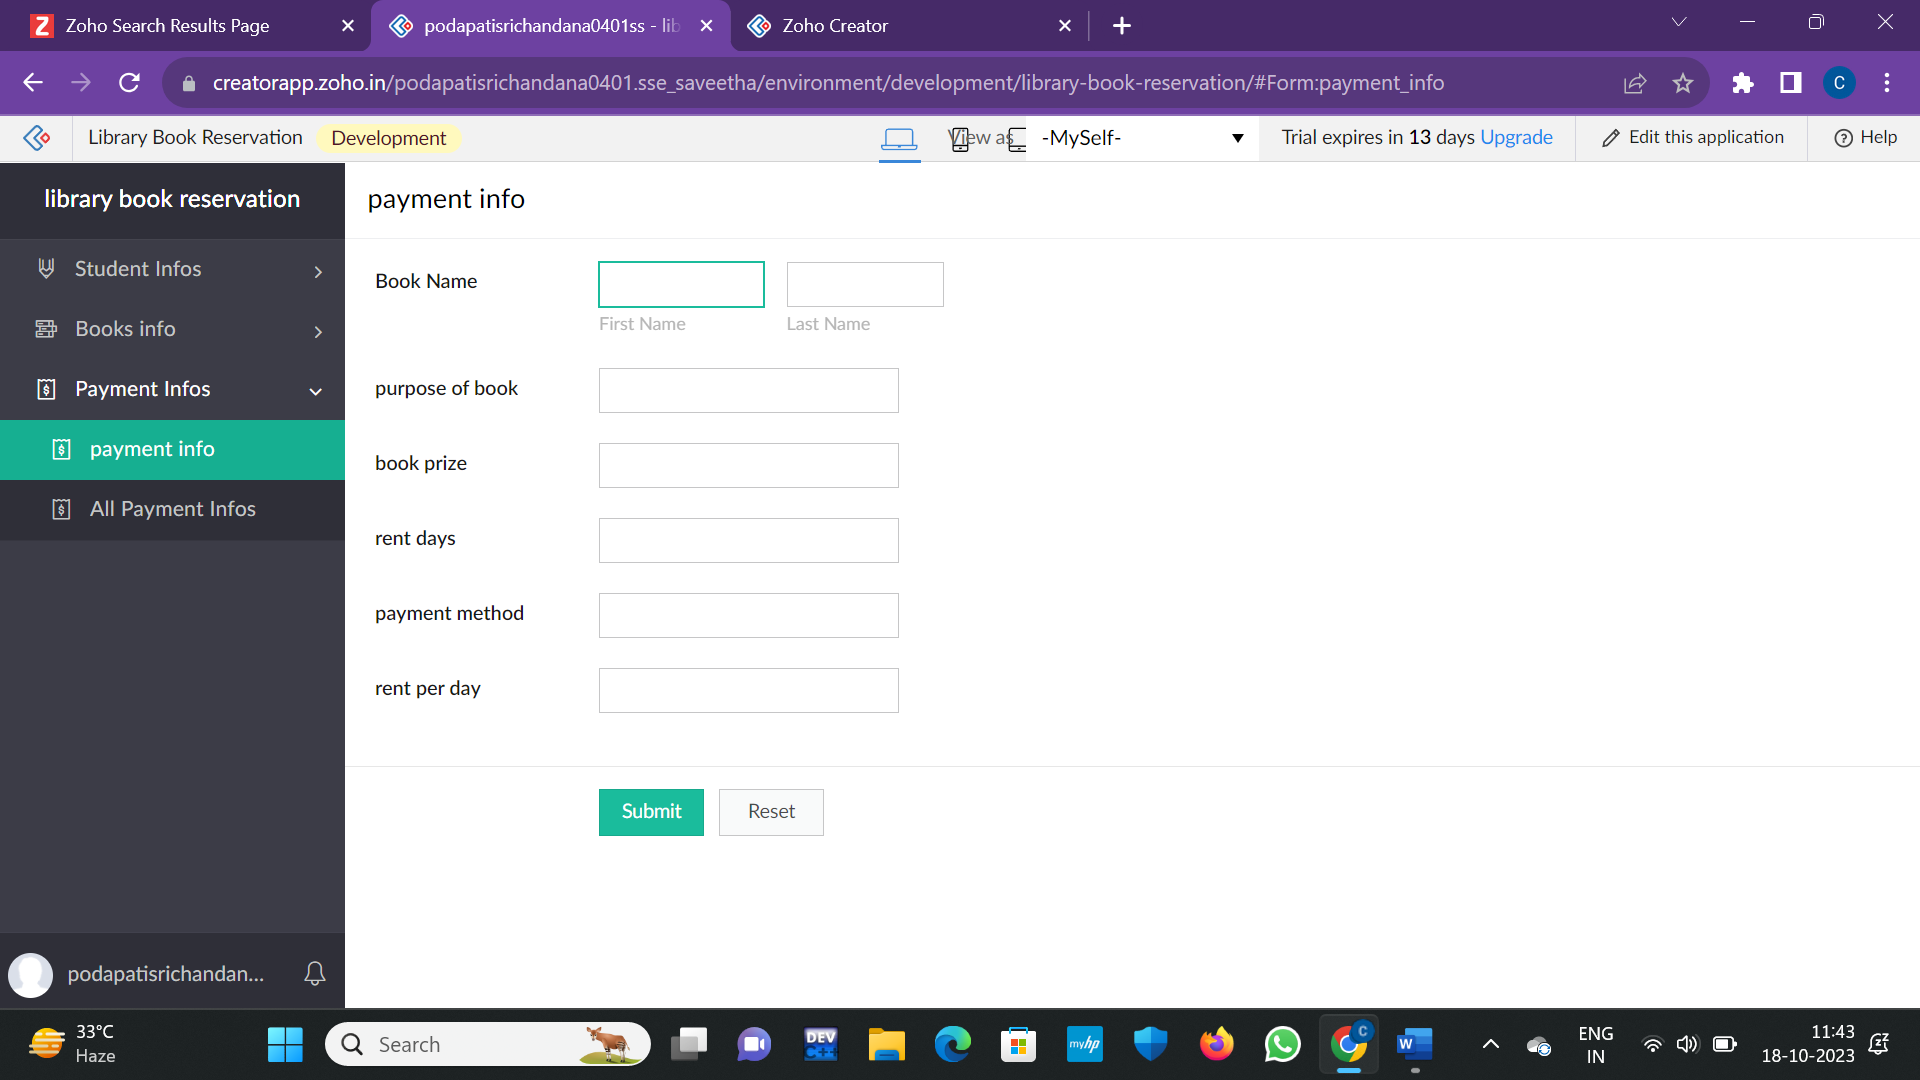 Zoho Search Results Page
podapatisrichandana0401ss - lib
Zoho Creator
creatorapp.zoho.in/podapatisrichandana0401.sse_saveetha/environment/development/library-book-reservation/#Form:payment_info
C
Library Book Reservation
Development
View as
-MySelf-
Trial expires in 13 days Upgrade
Edit this application
Help
library book reservation
Student Infos
Books info
Payment Infos
payment info
All Payment Infos
podapatisrichandan...
payment info
Book Name
First Name
Last Name
purpose of book
book prize
rent days
payment method
rent per day
Submit
Reset
33°C
Haze
Search
DEV
C++
myhp
C
W
ENG
IN
11:43
18-10-2023